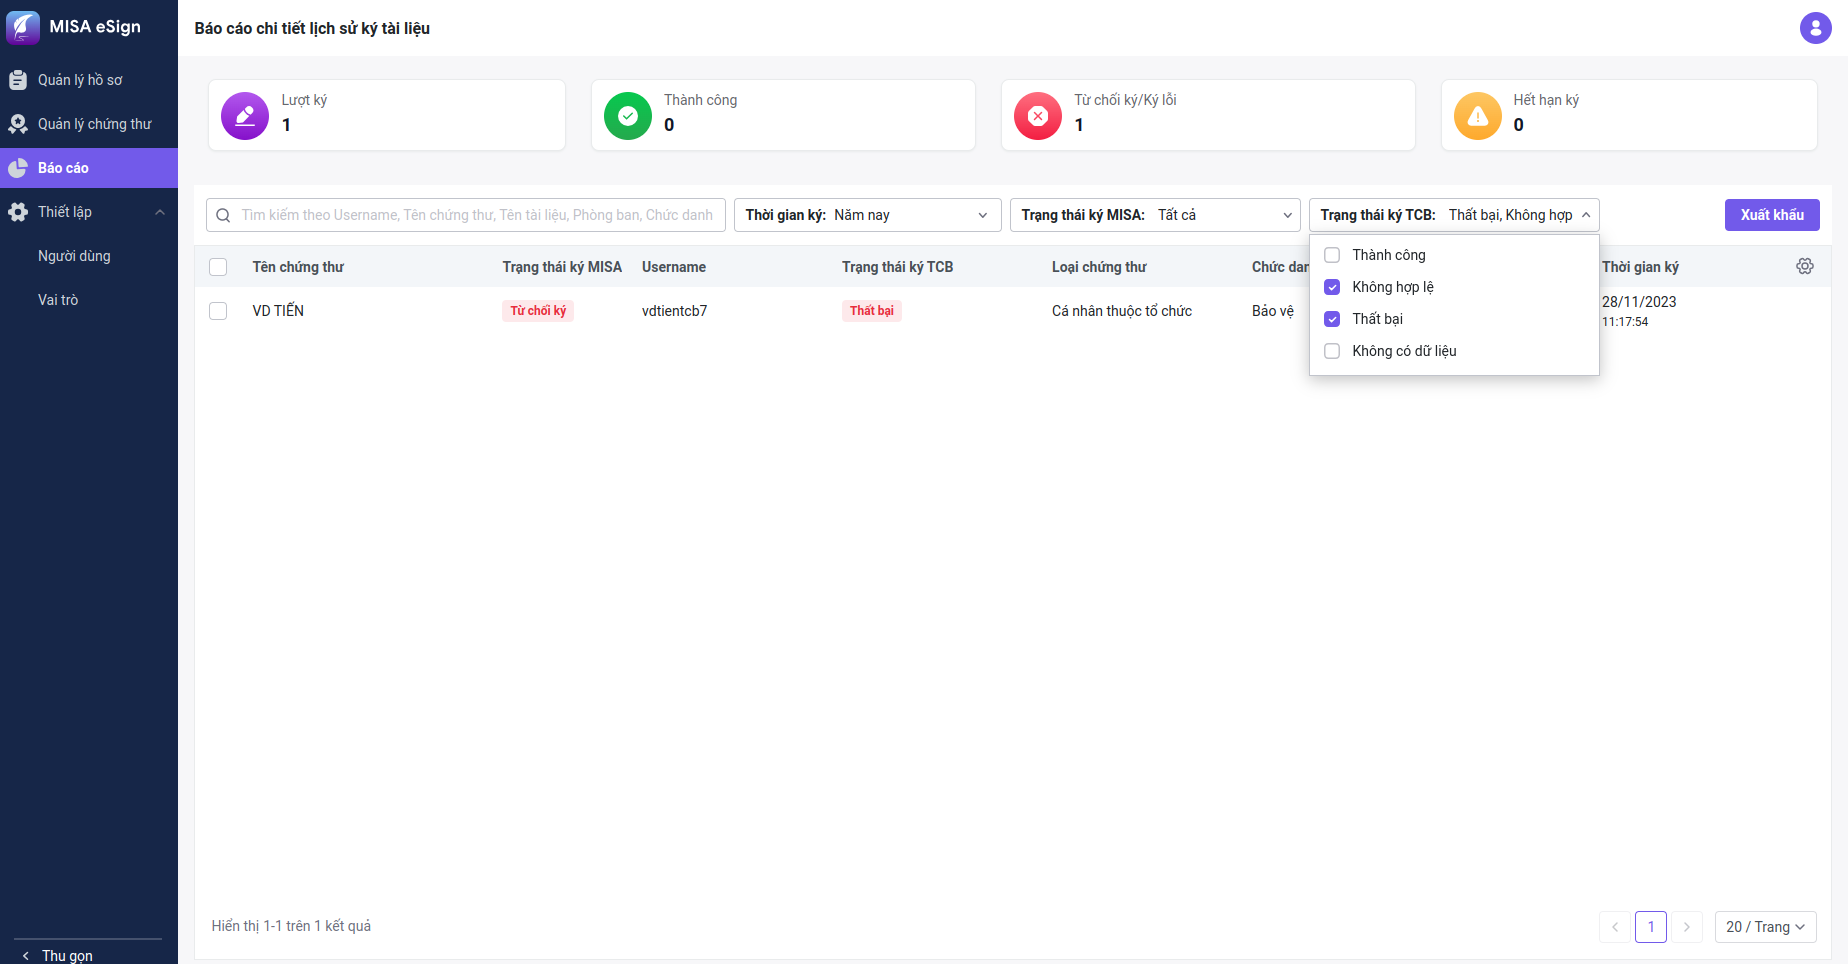 MISA eSign
Quản lý hồ sơ
Quản lý chứng thư
Báo cáo
Thiết lập
Người dùng
Vai trò
Thu gọn
Báo cáo chi tiết lịch sử ký tài liệu
Lượt ký
1
Thành công
0
Từ chối ký/Ký lỗi
1
Hết hạn ký
0
Tìm kiếm theo Username, Tên chứng thư, Tên tài liệu, Phòng ban, Chức danh
Thời gian ký: Năm nay
Trạng thái ký MISA: Tất cả
Trạng thái ký TCB: Thất bại, Không hợp
Xuất khẩu
Thành công
Không hợp lệ
Thất bại
Không có dữ liệu
Tên chứng thư Trạng thái ký MISA Username Trạng thái ký TCB Loại chứng thư Chức dan Thời gian ký
VD TIẾN Từ chối ký vdtientcb7 Thất bại Cá nhân thuộc tổ chức Bảo vệ 28/11/2023
11:17:54
Hiển thị 1-1 trên 1 kết quả
1
20 / Trang